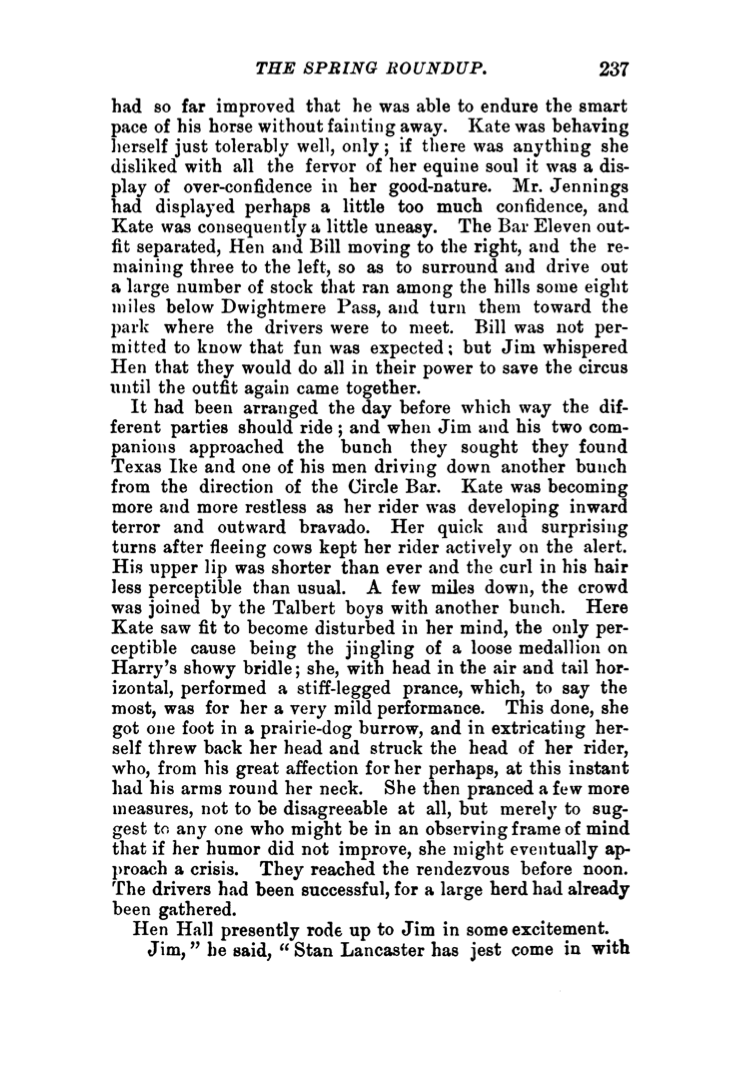 THE SPRING ROUNDUP. 237
had so far improved that he was able to endure the smart
pace of his horse without fainting away. Kate was behaving
herself just tolerably well, only; if there was anything she
disliked with all the fervor of her equine soul it was a dis-
play of over-confidence in her good-nature. Mr. Jennings
had displayed perhaps a little too much confidence, and
Kate was consequently a little uneasy. The Bar Eleven out-
fit separated, Hen and Bill moving to the right, and the re-
maining three to the left, so as to surround and drive out
a large number of stock that ran among the hills some eight
miles below Dwightmere Pass, and turn them toward the
park where the drivers were to meet. Bill was not per-
mitted to know that fun was expected; but Jim whispered
Hen that they would do all in their power to save the circus
until the outfit again came together.
It had been arranged the day before which way the dif-
ferent parties should ride; and when Jim and his two com-
panions approached the bunch they sought they found
Texas Ike and one of his men driving down another bunch
from the direction of the Circle Bar. Kate was becoming
more and more restless as her rider was developing inward
terror and outward bravado. Her quick and surprising
turns after fleeing cows kept her rider actively on the alert.
His upper lip was shorter than ever and the curl in his hair
less perceptible than usual. A few miles down, the crowd
was joined by the Talbert boys with another bunch. Here
Kate saw fit to become disturbed in her mind, the only per-
ceptible cause being the jingling of a loose medallion on
Harry's showy bridle; she, with head in the air and tail hor-
izontal, performed a stiff-legged prance, which, to say the
most, was for her a very mild performance. This done, she
got one foot in a prairie-dog burrow, and in extricating her-
self threw back her head and struck the head of her rider,
who, from his great affection for her perhaps, at this instant
had his arms round her neck. She then pranced a few more
measures, not to be disagreeable at all, but merely to sug-
gest to any one who might be in an observing frame of mind
that if her humor did not improve, she might eventually ap-
proach a crisis. They reached the rendezvous before noon.
The drivers had been successful, for a large herd had already
been gathered.
Hen Hall presently rode up to Jim in some excitement.
Jim," he said, "Stan Lancaster has jest come in with